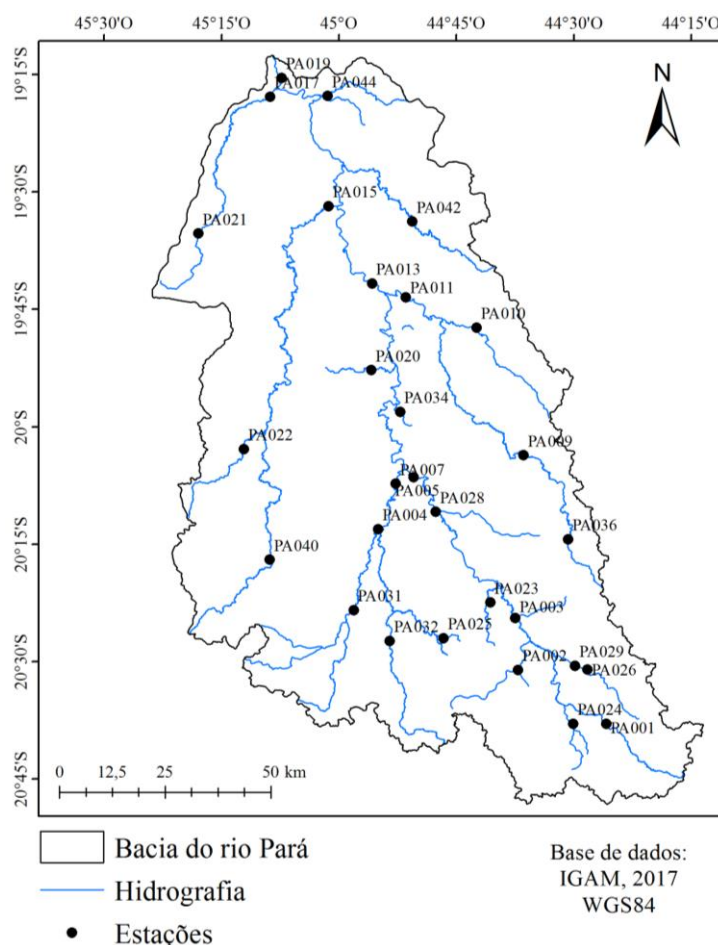 45°30'O 45°15'O 45°O 44°45'O 44°30'O 44°15'O
N
19°15'S
19°30'S
19°45'S
20°S
20°15'S
20°30'S
20°45'S
PA019
PA017 PA044
PA015
PA042
PA021
PA013
PA011
PA010
PA020
PA034
PA022
PA009
PA007
PA005
PA028
PA004
PA036
PA040
PA023
PA031
PA003
PA032 PA025
PA002 PA029
PA026
PA024
PA001
0 12,5 25 50 km
Bacia do rio Pará
Hidrografia
Estações
Base de dados:
IGAM, 2017
WGS84